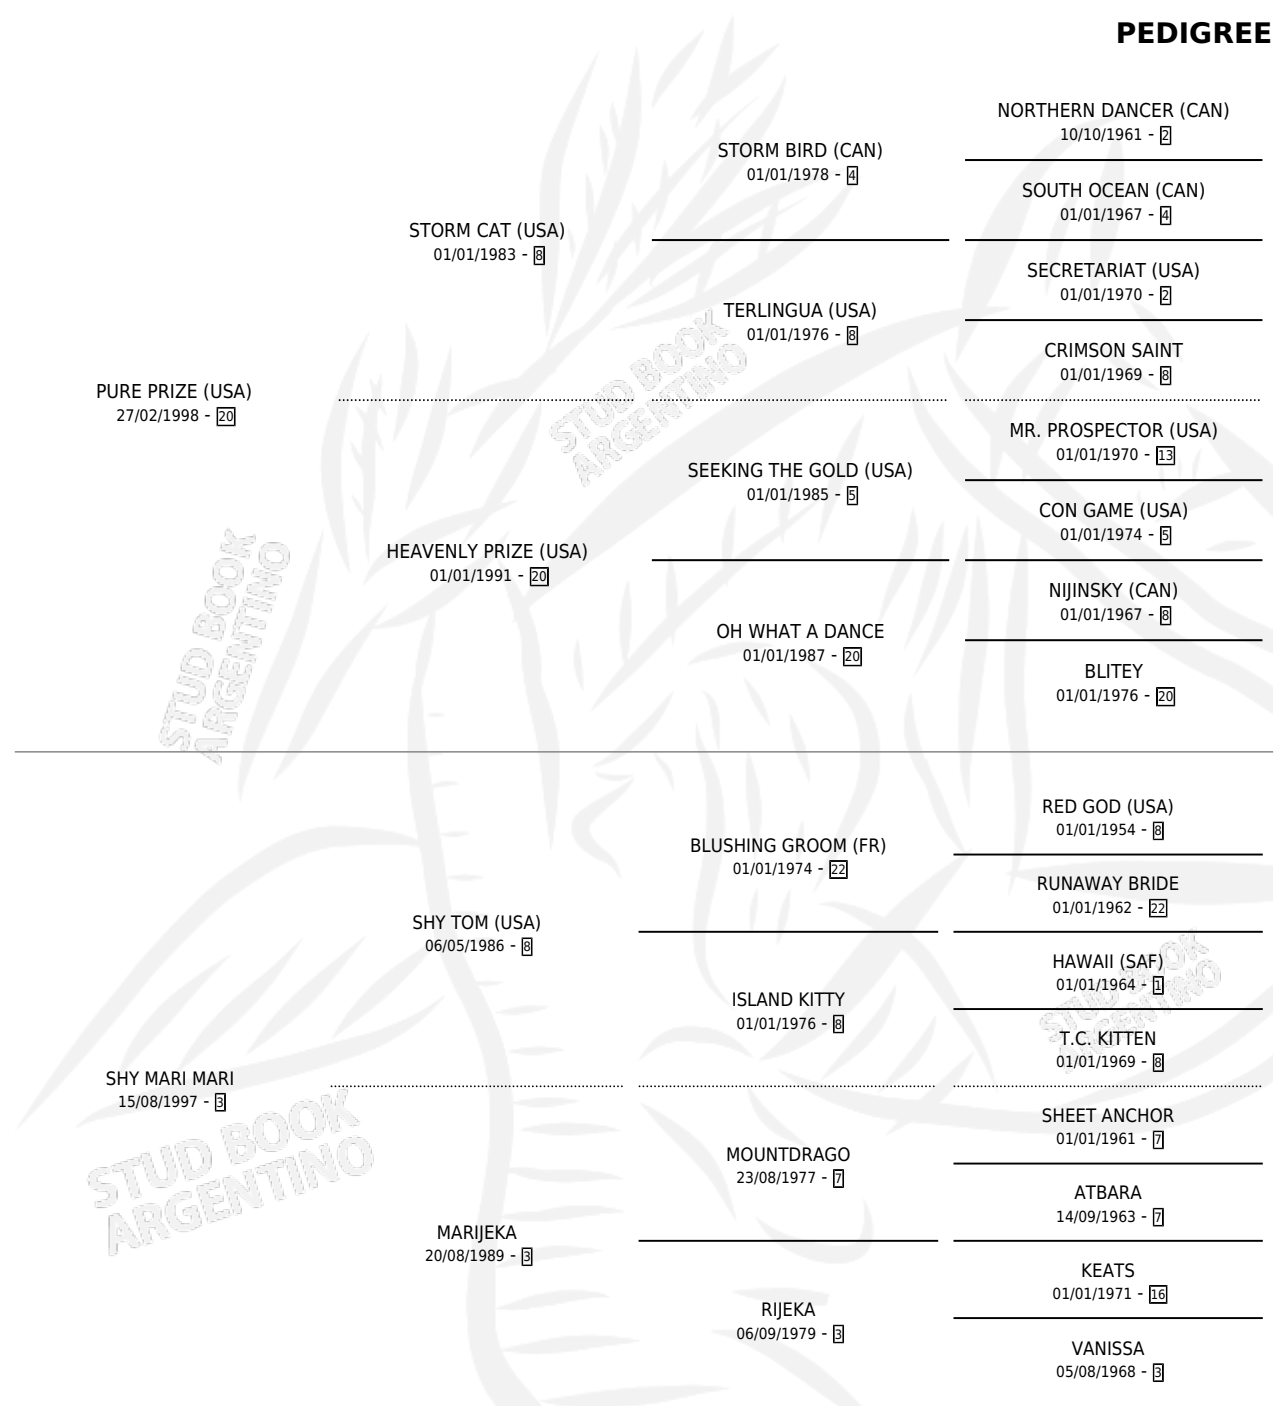 PEDIGREE
NORTHERN DANCER (CAN)
10/10/1961 - 2
STORM BIRD (CAN)
01/01/1978 - 4
SOUTH OCEAN (CAN)
01/01/1967 - 4
STORM CAT (USA)
01/01/1983 - 8
SECRETARIAT (USA)
01/01/1970 - 2
TERLINGUA (USA)
01/01/1976 - 8
CRIMSON SAINT
01/01/1969 - 8
PURE PRIZE (USA)
27/02/1998 - 20
MR. PROSPECTOR (USA)
01/01/1970 - 13
SEEKING THE GOLD (USA)
01/01/1985 - 5
CON GAME (USA)
01/01/1974 - 5
HEAVENLY PRIZE (USA)
01/01/1991 - 20
NIJINSKY (CAN)
01/01/1967 - 8
OH WHAT A DANCE
01/01/1987 - 20
BLITEY
01/01/1976 - 20
RED GOD (USA)
01/01/1954 - 8
BLUSHING GROOM (FR)
01/01/1974 - 22
RUNAWAY BRIDE
01/01/1962 - 22
SHY TOM (USA)
06/05/1986 - 8
HAWAII (SAF)
01/01/1964 - 1
ISLAND KITTY
01/01/1976 - 8
T.C. KITTEN
01/01/1969 - 8
SHY MARI MARI
15/08/1997 - 3
SHEET ANCHOR
01/01/1961 - 7
MOUNTDRAGO
23/08/1977 - 7
ATBARA
14/09/1963 - 7
MARIJEKA
20/08/1989 - 3
KEATS
01/01/1971 - 16
RIJEKA
06/09/1979 - 3
VANISSA
05/08/1968 - 3
STUD BOOK
ARGENTINO
STUD BOOK
ARGENTINO
STUD BOOK
ARGENTINO
STUD BOOK
ARGENTINO